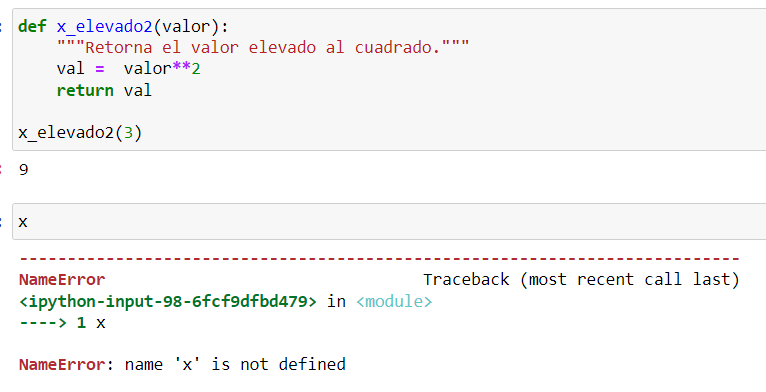 def x_elevado2(valor):
    """Retorna el valor elevado al cuadrado."""
    val =  valor**2
    return val
x_elevado2(3)
9
x
---------------------------------------------------------------------------
NameError                                 Traceback (most recent call last)
<ipython-input-98-6fcf9dfbd479> in <module>
----> 1 x
NameError: name 'x' is not defined